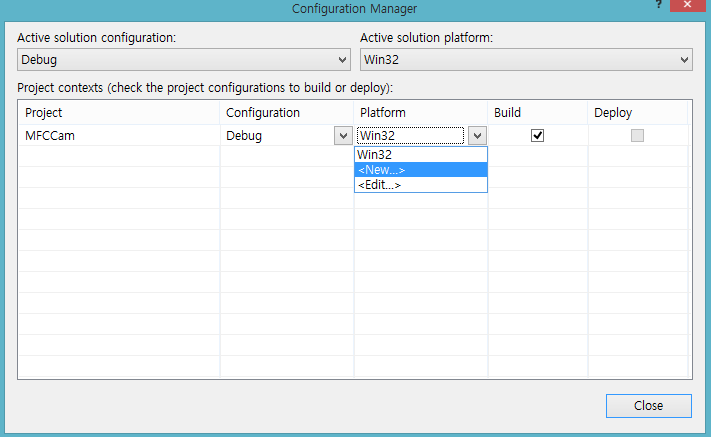 Configuration Manager
? ×
Active solution configuration:
Active solution platform:
Debug
Win32
Project contexts (check the project configurations to build or deploy):
Project Configuration Platform Build Deploy
MFCCam Debug Win32
Win32
<New...>
<Edit...>
Close